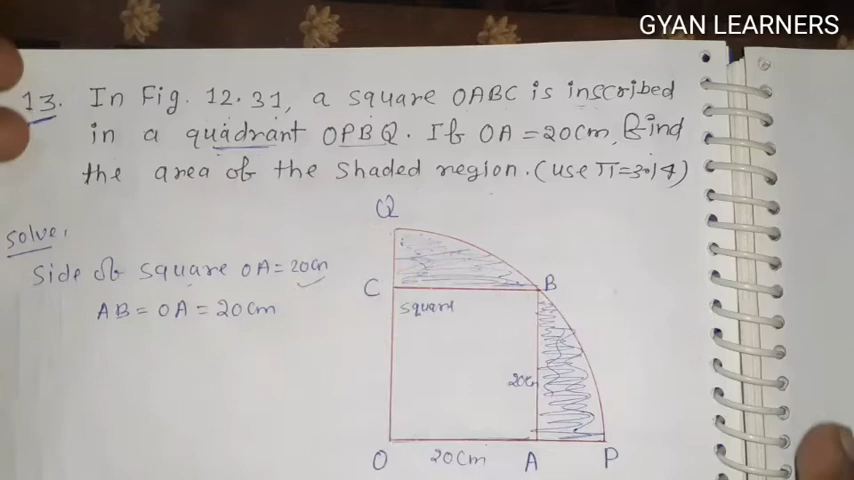 GYAN LEARNERS
13. In Fig. 12.31, a square OABC is inscribed
in a quadrant OPBQ. If OA = 20cm, find
the area of the shaded region. (use π=3.14)
Solve,
Side of square OA = 20cm
AB = OA = 20cm
Q
C
B
square
20c
O
20cm
A
P